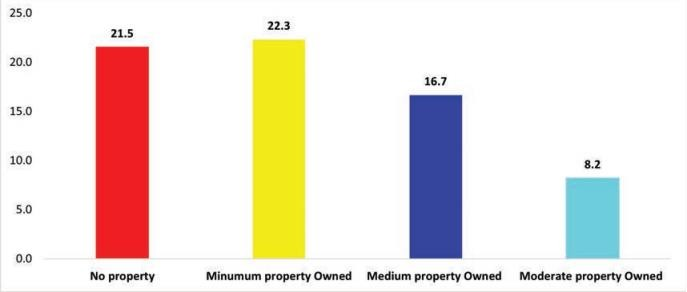 25.0
20.0
15.0
10.0
5.0
0.0
21.5
22.3
16.7
8.2
No property
Minumum property Owned
Medium property Owned
Moderate property Owned